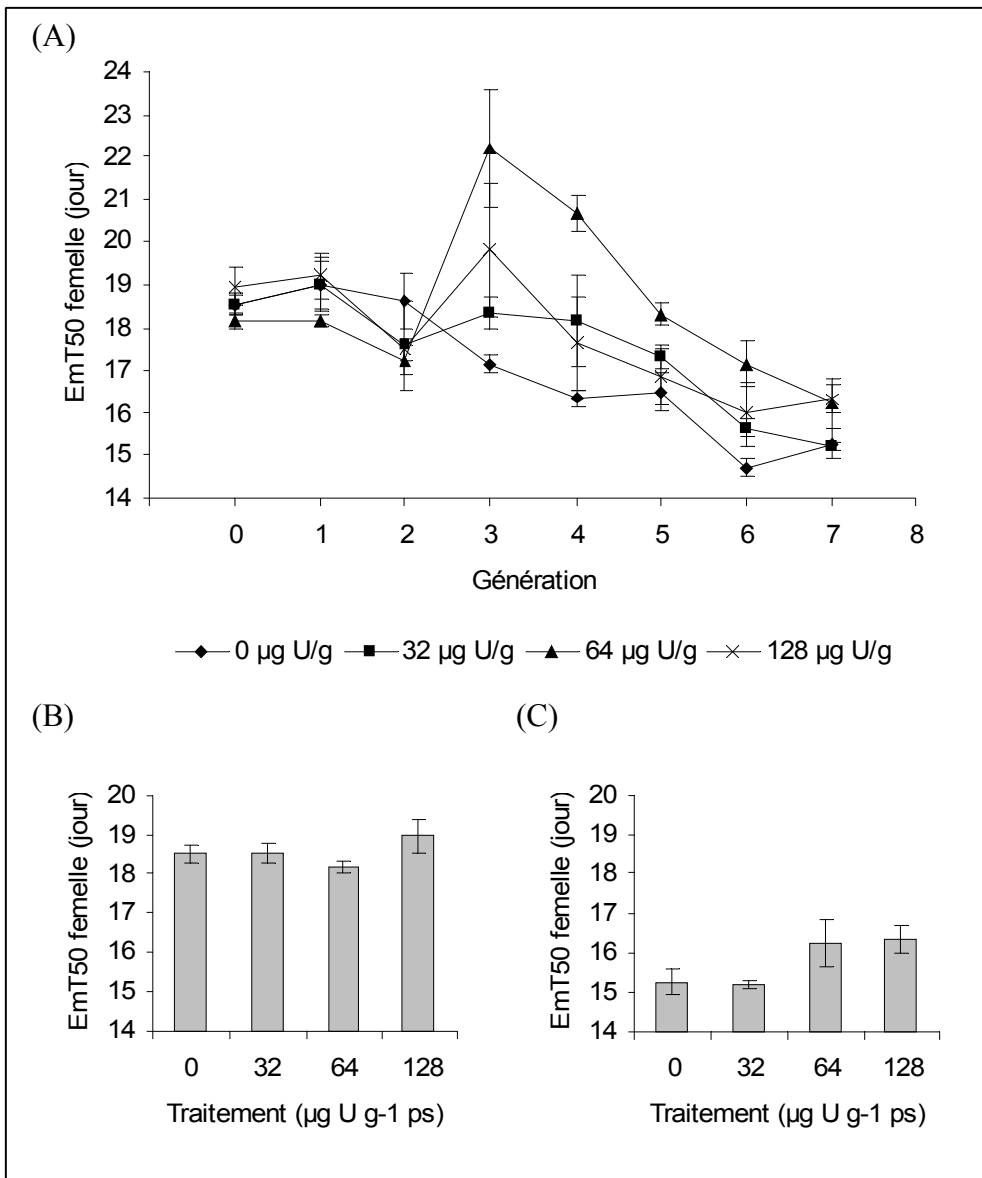 (A)
24
23
22
21
20
19
18
17
16
15
14
EmT50 femelle (jour)
0 1 2 3 4 5 6 7 8
Génération
0 µg U/g 32 µg U/g 64 µg U/g 128 µg U/g
(B)
20
19
18
17
16
15
14
EmT50 femelle (jour)
0 32 64 128
Traitement (µg U g-1 ps)
(C)
20
19
18
17
16
15
14
EmT50 femelle (jour)
0 32 64 128
Traitement (µg U g-1 ps)